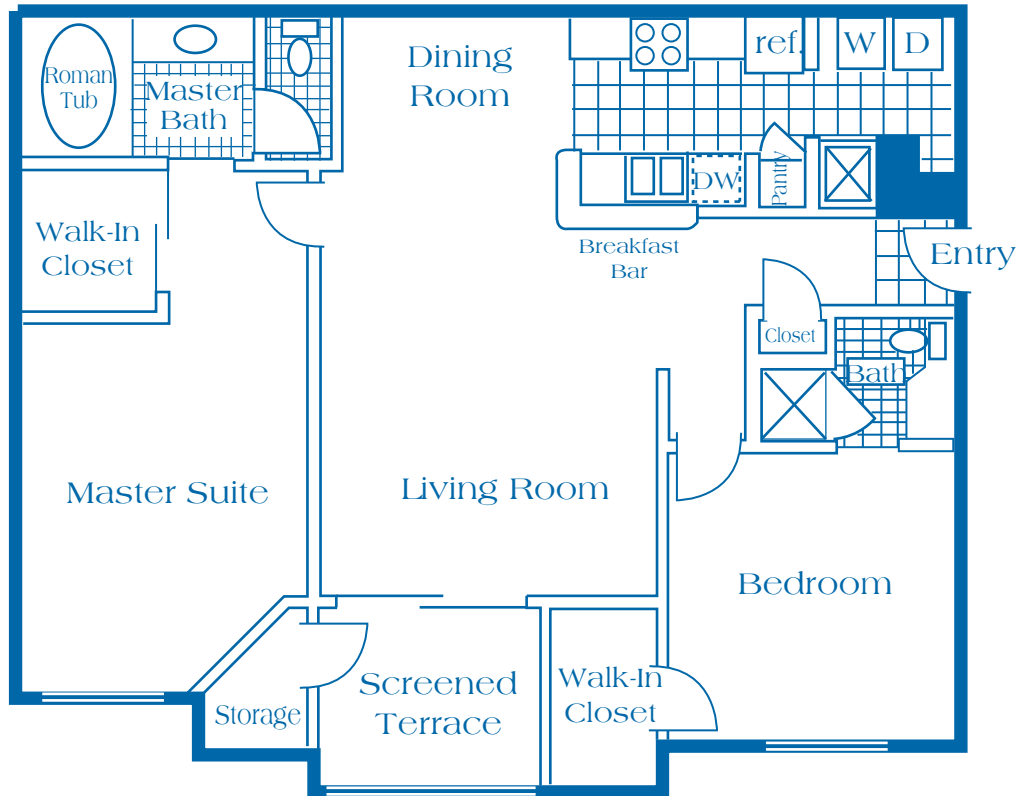 Roman
Tub
Master
Bath
Dining
Room
ref.
W
D
DW
Pantry
Walk-In
Closet
Breakfast
Bar
Entry
Closet
Bath
Master Suite
Living Room
Bedroom
Storage
Screened
Terrace
Walk-In
Closet